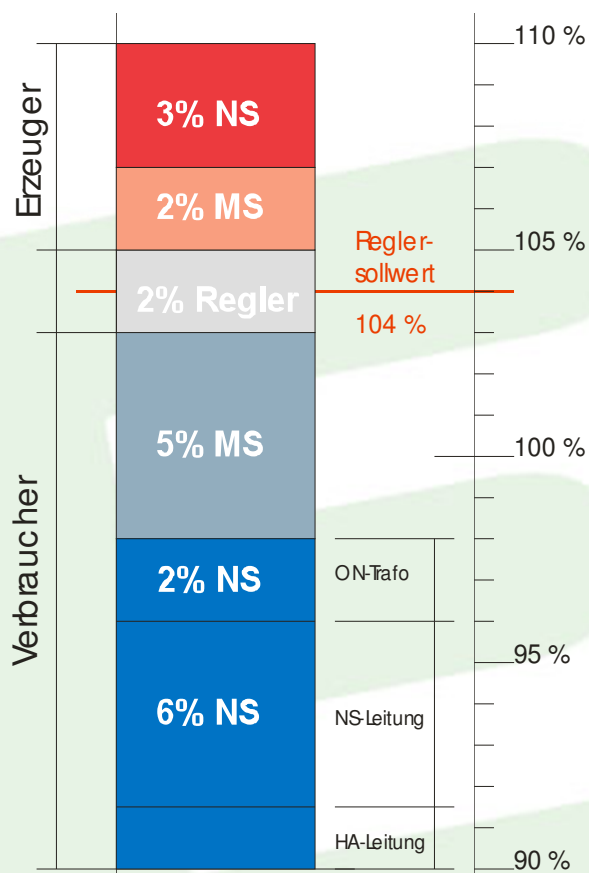 Erzeuger
Verbraucher
3% NS
2% MS
2% Regler
5% MS
2% NS
6% NS
Regler-
sollwert
104 %
ON-Trafo
NS-Leitung
HA-Leitung
110 %
105 %
100 %
95 %
90 %